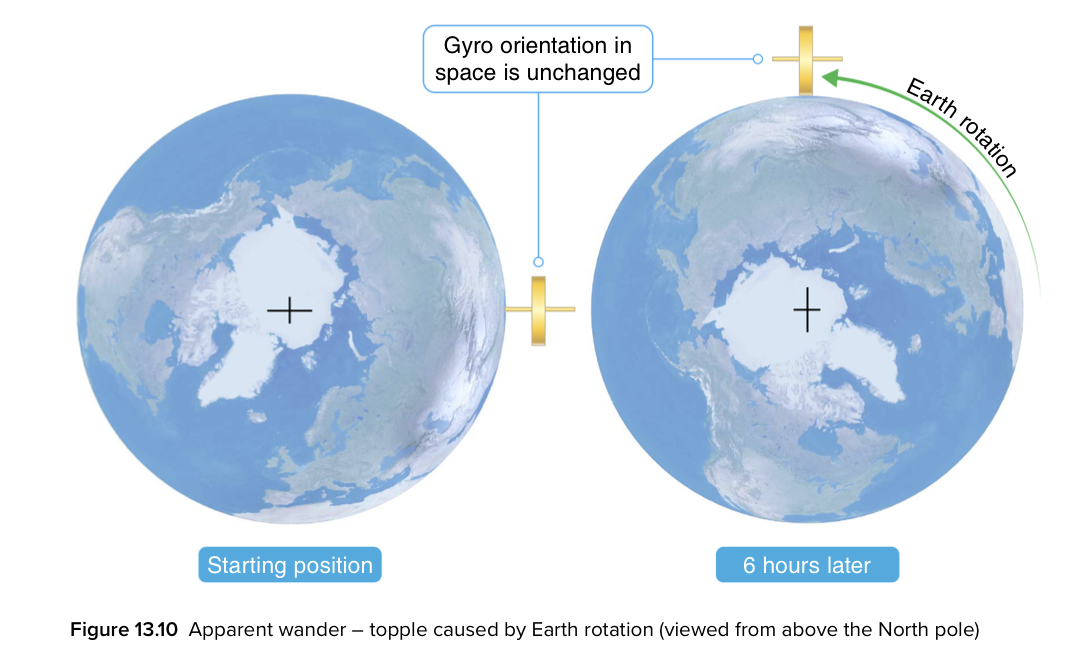 Gyro orientation in
space is unchanged
Earth rotation
Starting position
6 hours later
Figure 13.10 Apparent wander – topple caused by Earth rotation (viewed from above the North pole)